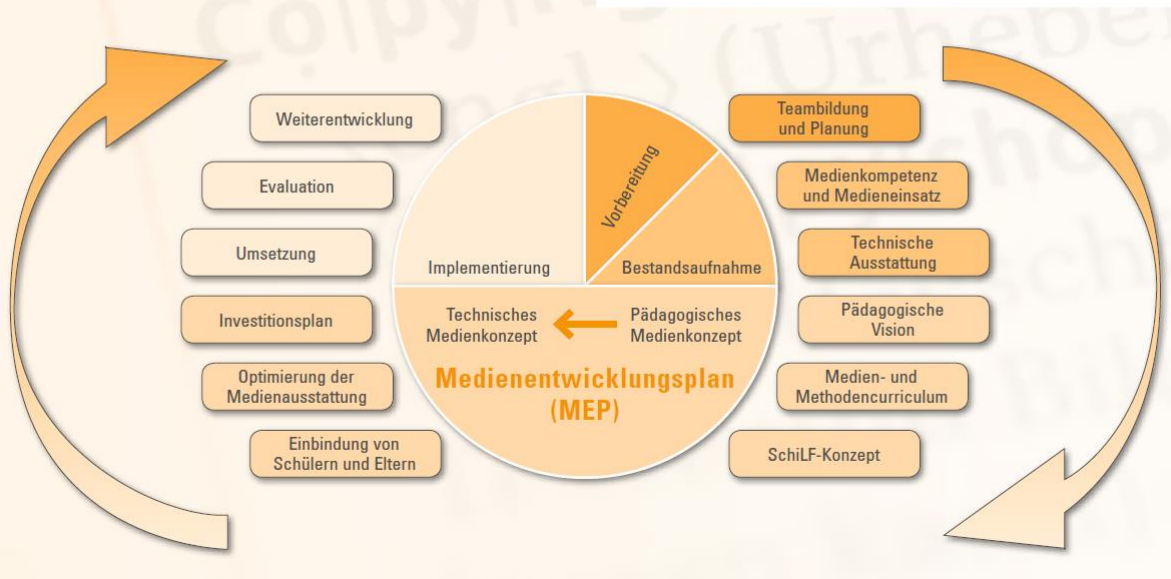 Teambildung
und Planung
Medienkompetenz
und Medieneinsatz
Technische
Ausstattung
Pädagogische
Vision
Medien- und
Methodencurriculum
SchiLF-Konzept
Weiterentwicklung
Evaluation
Umsetzung
Investitionsplan
Optimierung der
Medienausstattung
Einbindung von
Schülern und Eltern
Vorbereitung
Implementierung
Bestandsaufnahme
Technisches
Medienkonzept
Pädagogisches
Medienkonzept
Medienentwicklungsplan
(MEP)